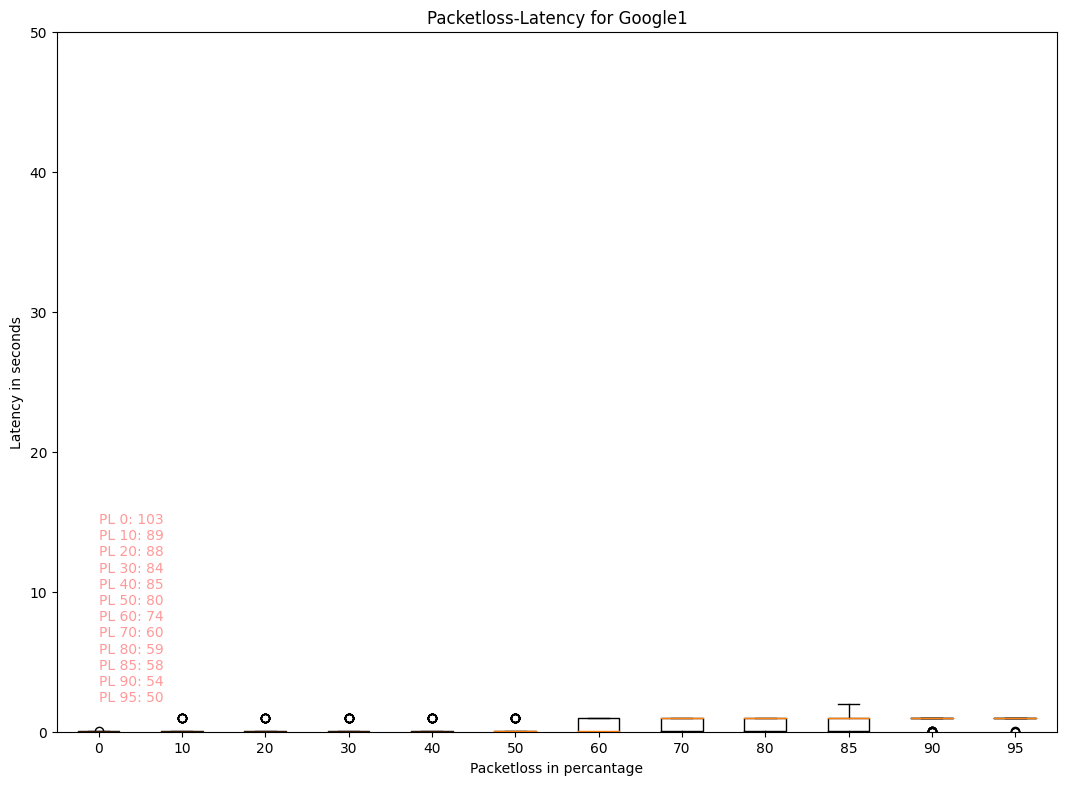 Packetloss-Latency for Google1
50
40
30
20
10
0
Latency in seconds
PL 0: 103
PL 10: 89
PL 20: 88
PL 30: 84
PL 40: 85
PL 50: 80
PL 60: 74
PL 70: 60
PL 80: 59
PL 85: 58
PL 90: 54
PL 95: 50
0 10 20 30 40 50 60 70 80 85 90 95
Packetloss in percantage